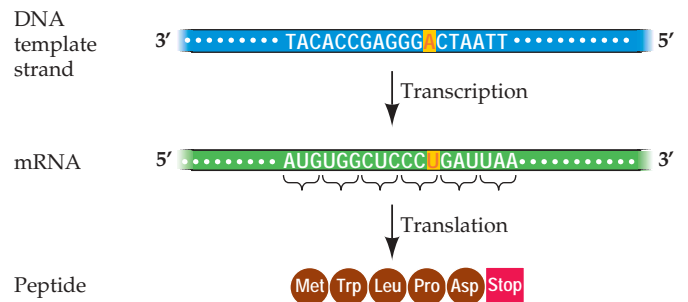 DNA
template
strand
3′ TACACCGAGGGACTAATT 5′
Transcription
mRNA 5′ AUGUGGCUCCCUGAUUAA 3′
Translation
Peptide Met Trp Leu Pro Asp Stop